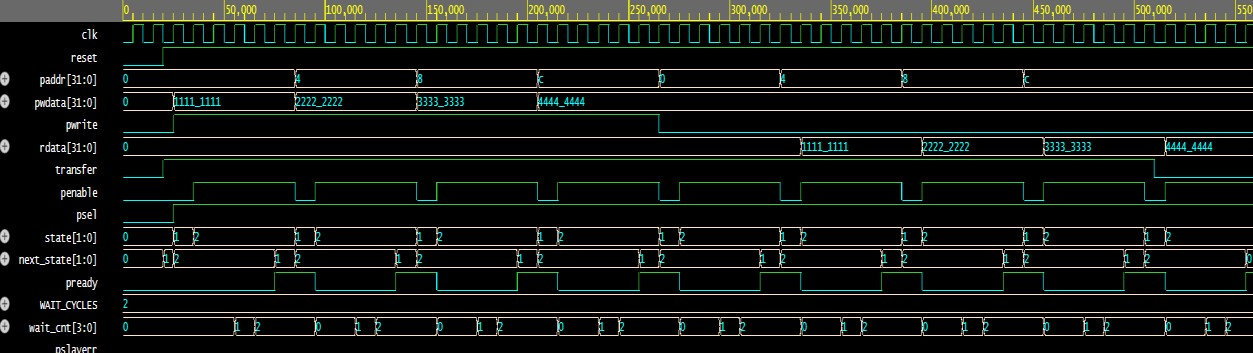 0 50,000 100,000 150,000 200,000 250,000 300,000 350,000 400,000 450,000 500,000 550
clk
reset
paddr[31:0] 0 4 8 c 0 4 8 c
pwdata[31:0] 0 1111_1111 2222_2222 3333_3333 4444_4444
pwrite
rdata[31:0] 0 1111_1111 2222_2222 3333_3333 4444_4444
transfer
penable
psel
state[1:0] 0 1 2 1 2 1 2 1 2 1 2 1 2 1 2 1 2 1 2
next_state[1:0] 0 1 2 1 2 1 2 1 2 1 2 1 2 1 2 1 2 1 2 0
pready
WAIT_CYCLES 2
wait_cnt[3:0] 0 1 2 0 1 2 0 1 2 0 1 2 0 1 2 0 1 2 0 1 2 0 1 2 0 1 2
pslaverr